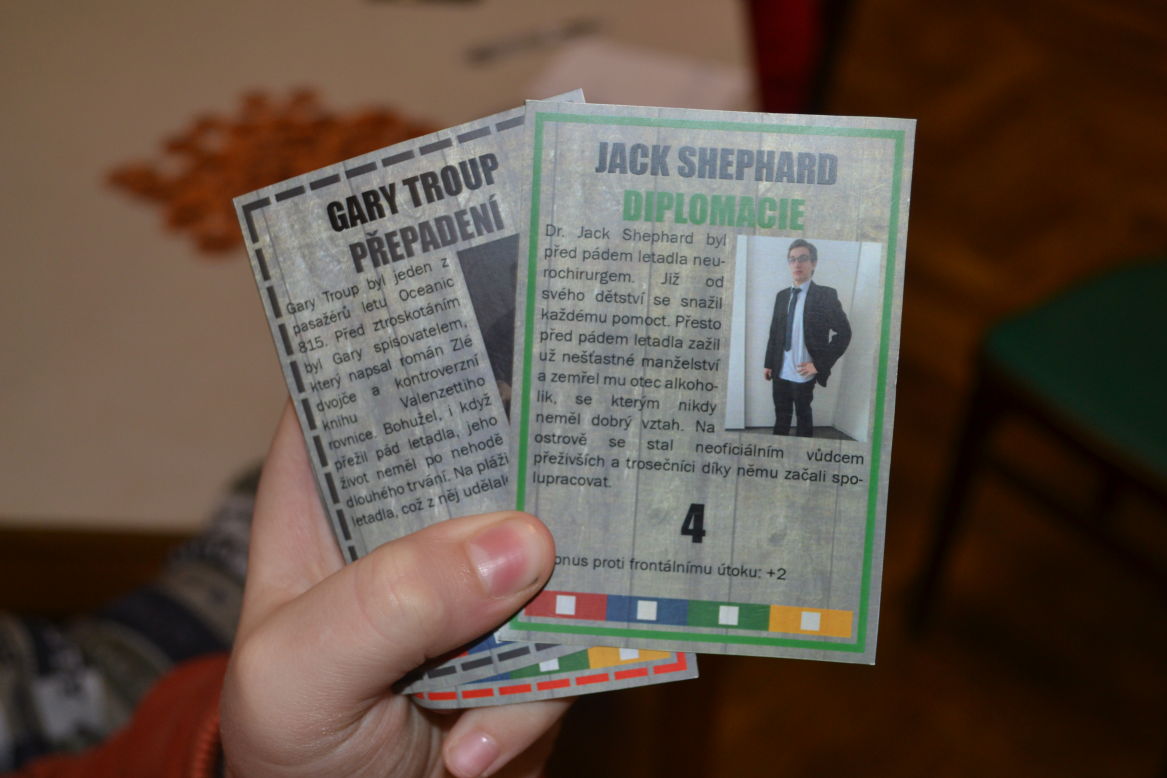 GARY TROUP
PŘEPADENÍ
Gary Troup byl jeden z
pasažérů letu Oceanic
815. Před ztroskotáním
byl Gary spisovatelem,
který napsal román Zlé
dvojče a kontroverzní
knihu Valenzettiho
rovnice. Bohužel, i když
přežil pád letadla, jeho
život neměl po nehodě
dlouhého trvání. Na pláži
letadla, což z něj udělal
JACK SHEPHARD
DIPLOMACIE
Dr. Jack Shephard byl
před pádem letadla neu-
rochirurgem. Již od
svého dětství se snažil
každému pomoct. Přesto
před pádem letadla zažil
už nešťastné manželství
a zemřel mu otec alkoho-
lik, se kterým nikdy
neměl dobrý vztah. Na
ostrově se stal neoficiálním vůdcem
přeživších a trosečníci díky němu začali spo-
lupracovat.
4
onus proti frontálnímu útoku: +2